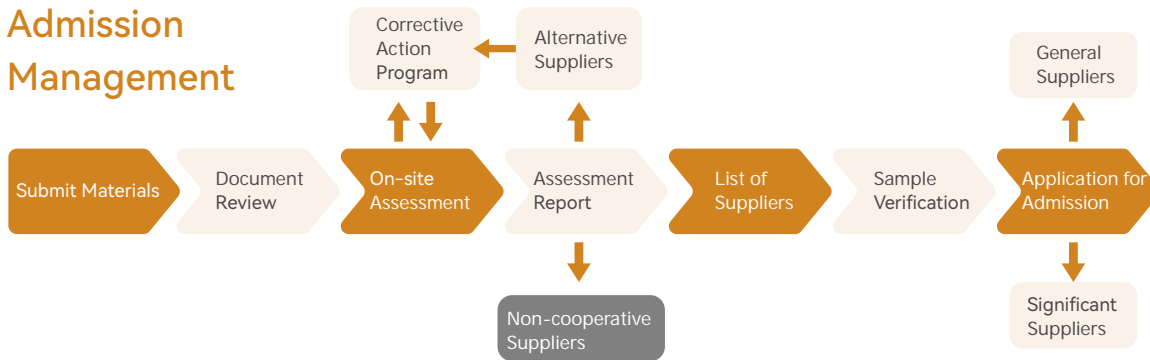 Admission
Management
Corrective
Action
Program
Alternative
Suppliers
General
Suppliers
Submit Materials
Document
Review
On-site
Assessment
Assessment
Report
List of
Suppliers
Sample
Verification
Application for
Admission
Non-cooperative
Suppliers
Significant
Suppliers